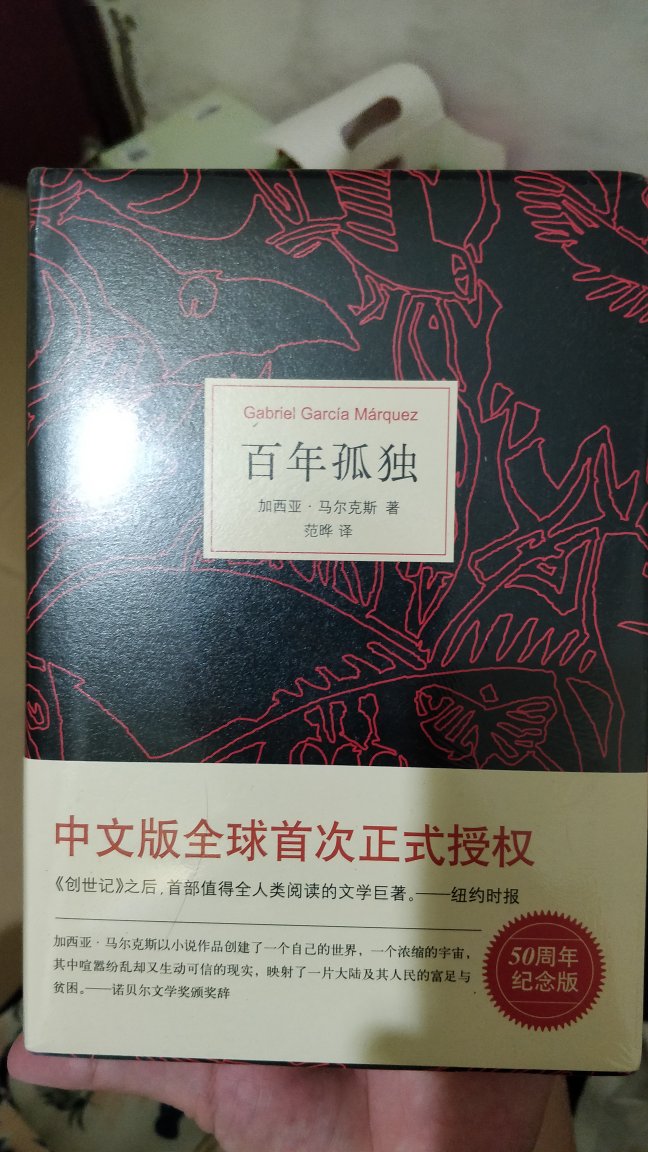 Gabriel García Márquez
百年孤独
加西亚·马尔克斯 著
范晔 译
中文版全球首次正式授权
《创世记》之后,首部值得全人类阅读的文学巨著。——纽约时报
加西亚·马尔克斯以小说作品创建了一个自己的世界，一个浓缩的宇宙，
其中喧嚣纷乱却又生动可信的现实，映射了一片大陆及其人民的富足与
贫困。——诺贝尔文学奖颁奖辞
50周年
纪念版